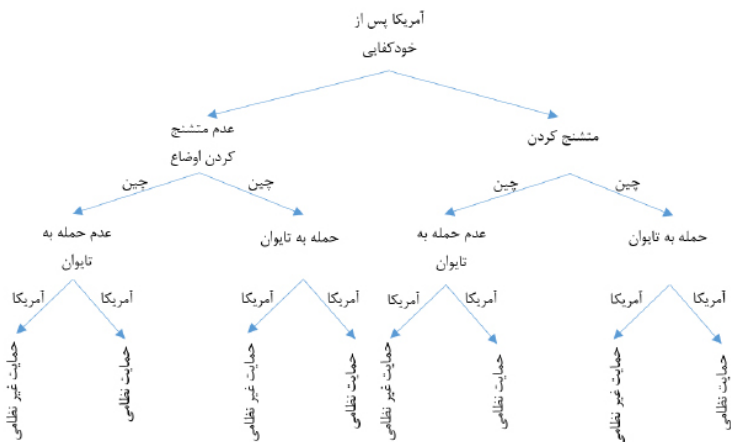 آمریکا پس از
خودکفایی
متشنج کردن
عدم متشنج
کردن اوضاع
چین
چین
چین
چین
حمله به تایوان
عدم حمله به
تایوان
حمله به تایوان
عدم حمله به
تایوان
آمریکا
آمریکا
آمریکا
آمریکا
آمریکا
آمریکا
آمریکا
آمریکا
حمایت نظامی
حمایت غیر نظامی
حمایت نظامی
حمایت غیر نظامی
حمایت نظامی
حمایت غیر نظامی
حمایت نظامی
حمایت غیر نظامی